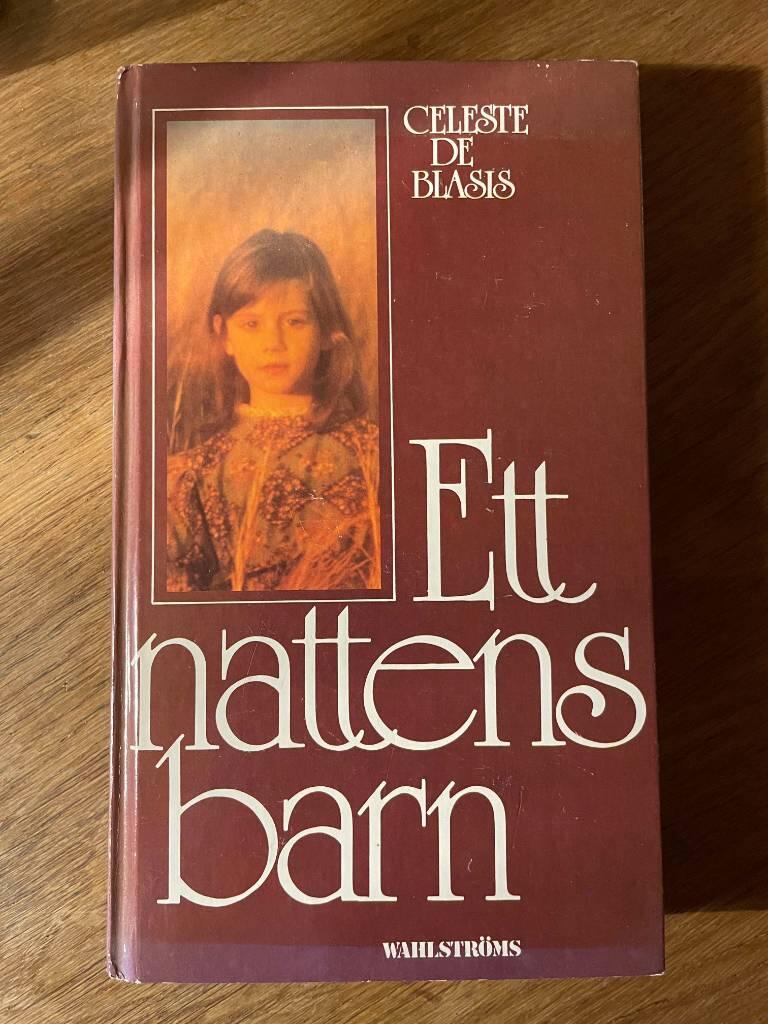 CELESTE
DE
BLASIS
Ett
nattens
barn
WAHLSTRÖMS